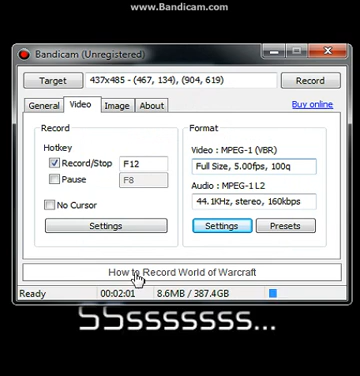 www.Bandicam.com
Bandicam (Unregistered)
Target 437x485 - (467, 134), (904, 619) Record
General Video Image About Buy online
Record
Hotkey
Record/Stop F12
Pause F8
No Cursor
Settings
Format
Video : MPEG-1 (VBR)
Full Size, 5.00fps, 100q
Audio : MPEG-1 L2
44.1KHz, stereo, 160kbps
Settings Presets
How to Record World of Warcraft
Ready 00:02:01 8.6MB / 387.4GB
SSsssssss...